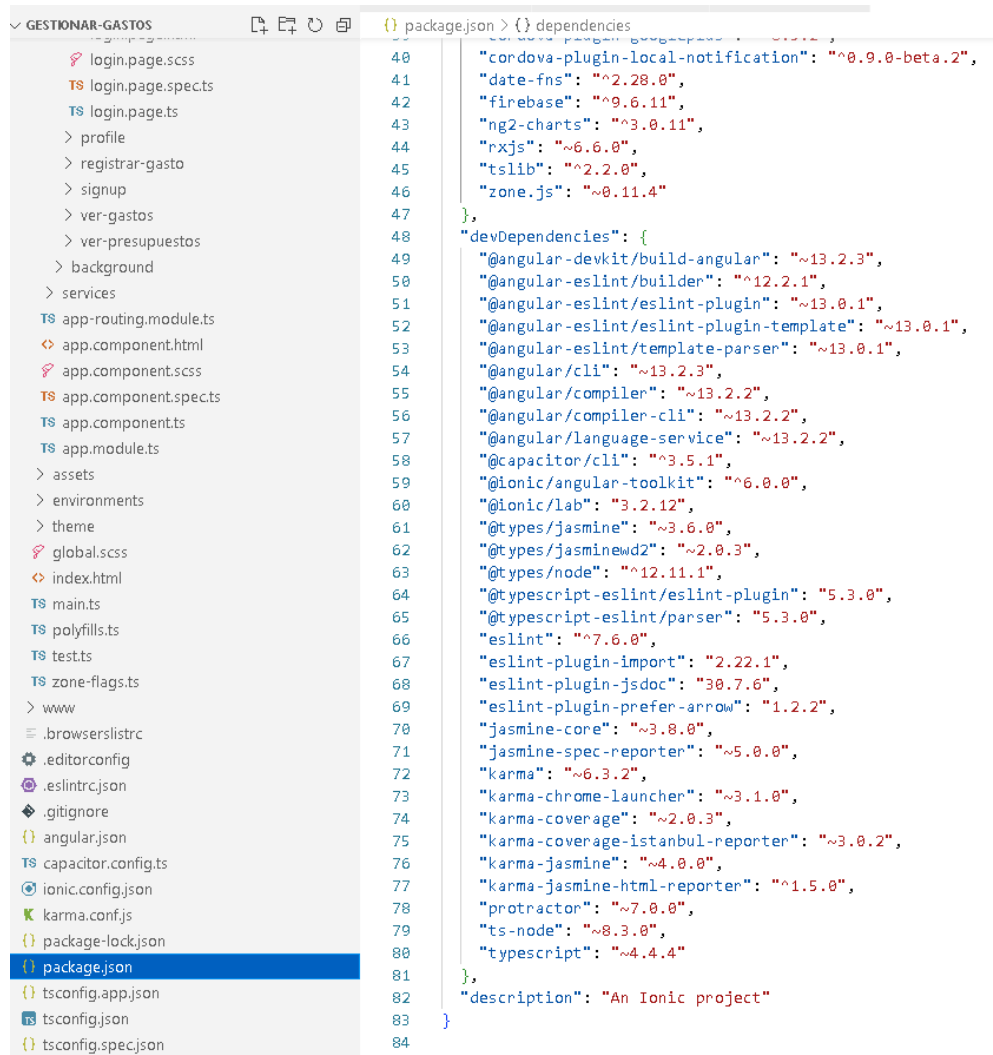 GESTIONAR-GASTOS
login.page.scss
TS login.page.spec.ts
TS login.page.ts
profile
registrar-gasto
signup
ver-gastos
ver-presupuestos
background
services
TS app-routing.module.ts
app.component.html
app.component.scss
TS app.component.spec.ts
TS app.component.ts
TS app.module.ts
assets
environments
theme
global.scss
index.html
TS main.ts
TS polyfills.ts
TS test.ts
TS zone-flags.ts
www
.browserslistrc
.editorconfig
.eslintrc.json
.gitignore
{} angular.json
TS capacitor.config.ts
ionic.config.json
K karma.conf.js
{} package-lock.json
{} package.json
{} tsconfig.app.json
TS tsconfig.json
{} tsconfig.spec.json
{} package.json > {} dependencies
40 "cordova-plugin-local-notification": "^0.9.0-beta.2",
41 "date-fns": "^2.28.0",
42 "firebase": "^9.6.11",
43 "ng2-charts": "^3.0.11",
44 "rxjs": "~6.6.0",
45 "tslib": "^2.2.0",
46 "zone.js": "~0.11.4"
47 },
48 "devDependencies": {
49 "@angular-devkit/build-angular": "~13.2.3",
50 "@angular-eslint/builder": "^12.2.1",
51 "@angular-eslint/eslint-plugin": "~13.0.1",
52 "@angular-eslint/eslint-plugin-template": "~13.0.1",
53 "@angular-eslint/template-parser": "~13.0.1",
54 "@angular/cli": "~13.2.3",
55 "@angular/compiler": "~13.2.2",
56 "@angular/compiler-cli": "~13.2.2",
57 "@angular/language-service": "~13.2.2",
58 "@capacitor/cli": "^3.5.1",
59 "@ionic/angular-toolkit": "^6.0.0",
60 "@ionic/lab": "3.2.12",
61 "@types/jasmine": "~3.6.0",
62 "@types/jasminewd2": "~2.0.3",
63 "@types/node": "^12.11.1",
64 "@typescript-eslint/eslint-plugin": "5.3.0",
65 "@typescript-eslint/parser": "5.3.0",
66 "eslint": "^7.6.0",
67 "eslint-plugin-import": "2.22.1",
68 "eslint-plugin-jsdoc": "30.7.6",
69 "eslint-plugin-prefer-arrow": "1.2.2",
70 "jasmine-core": "~3.8.0",
71 "jasmine-spec-reporter": "~5.0.0",
72 "karma": "~6.3.2",
73 "karma-chrome-launcher": "~3.1.0",
74 "karma-coverage": "~2.0.3",
75 "karma-coverage-istanbul-reporter": "~3.0.2",
76 "karma-jasmine": "~4.0.0",
77 "karma-jasmine-html-reporter": "^1.5.0",
78 "protractor": "~7.0.0",
79 "ts-node": "~8.3.0",
80 "typescript": "~4.4.4"
81 },
82 "description": "An Ionic project"
83 }
84